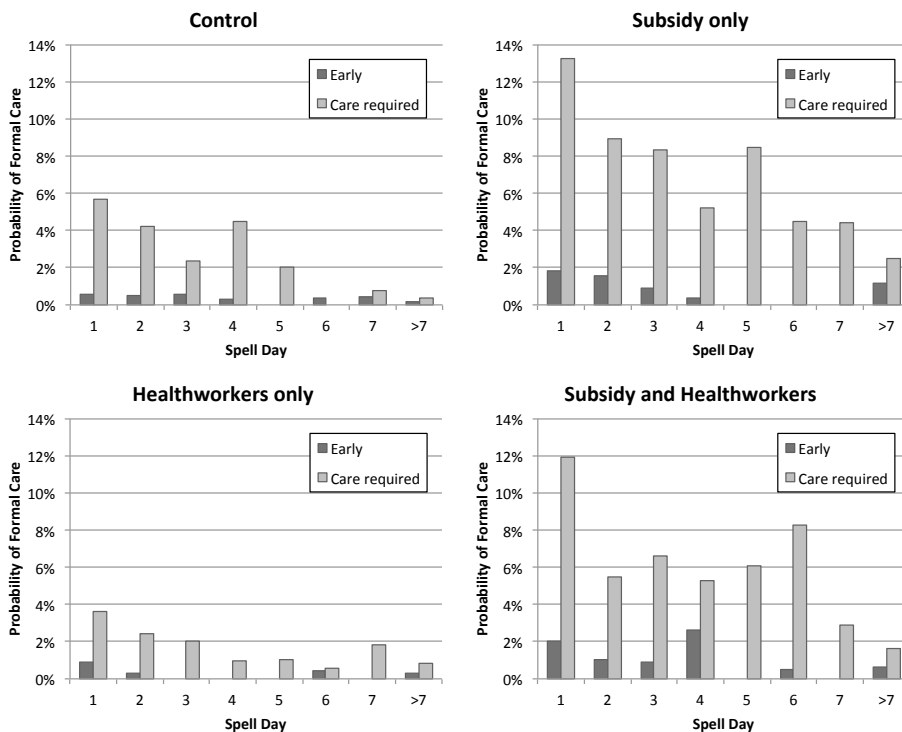 Control
14%
12%
10%
8%
6%
4%
2%
0%
Probability of Formal Care
Early
Care required
1 2 3 4 5 6 7 >7
Spell Day
Subsidy only
14%
12%
10%
8%
6%
4%
2%
0%
Probability of Formal Care
Early
Care required
1 2 3 4 5 6 7 >7
Spell Day
Healthworkers only
14%
12%
10%
8%
6%
4%
2%
0%
Probability of Formal Care
Early
Care required
1 2 3 4 5 6 7 >7
Spell Day
Subsidy and Healthworkers
14%
12%
10%
8%
6%
4%
2%
0%
Probability of Formal Care
Early
Care required
1 2 3 4 5 6 7 >7
Spell Day